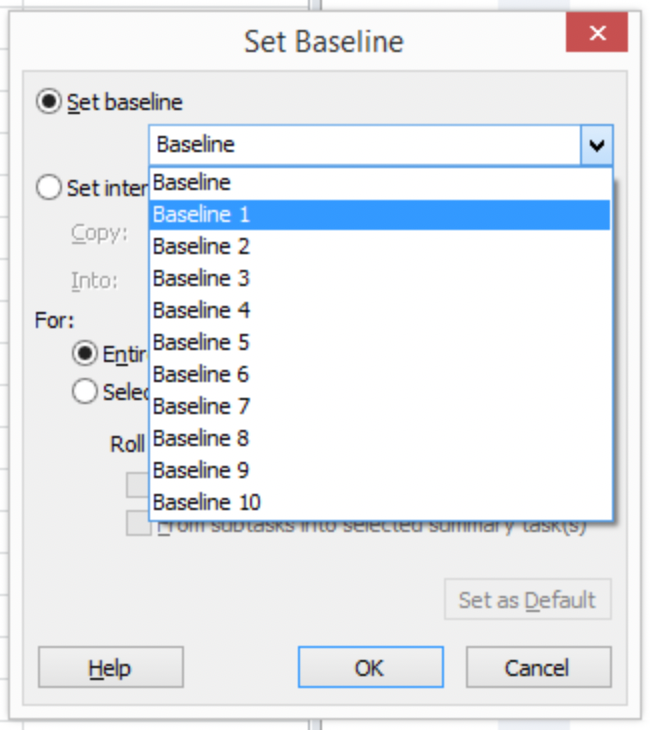 Set Baseline
Set baseline
Baseline
Set inter
Baseline
Baseline 1
Copy:
Baseline 2
Into:
Baseline 3
For:
Baseline 4
Entir
Baseline 5
Selec
Baseline 6
Baseline 7
Roll
Baseline 8
Baseline 9
Baseline 10
From subtasks into selected summary task(s)
Set as Default
Help
OK
Cancel